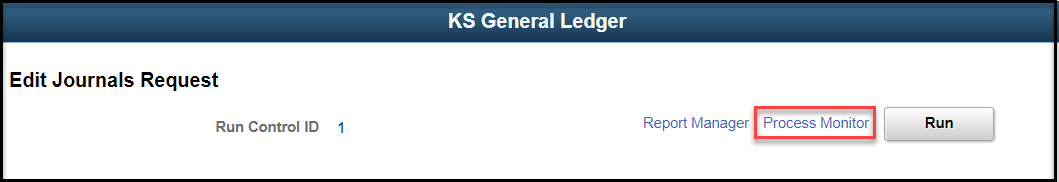 KS General Ledger
Edit Journals Request
Run Control ID 1 Report Manager Process Monitor Run